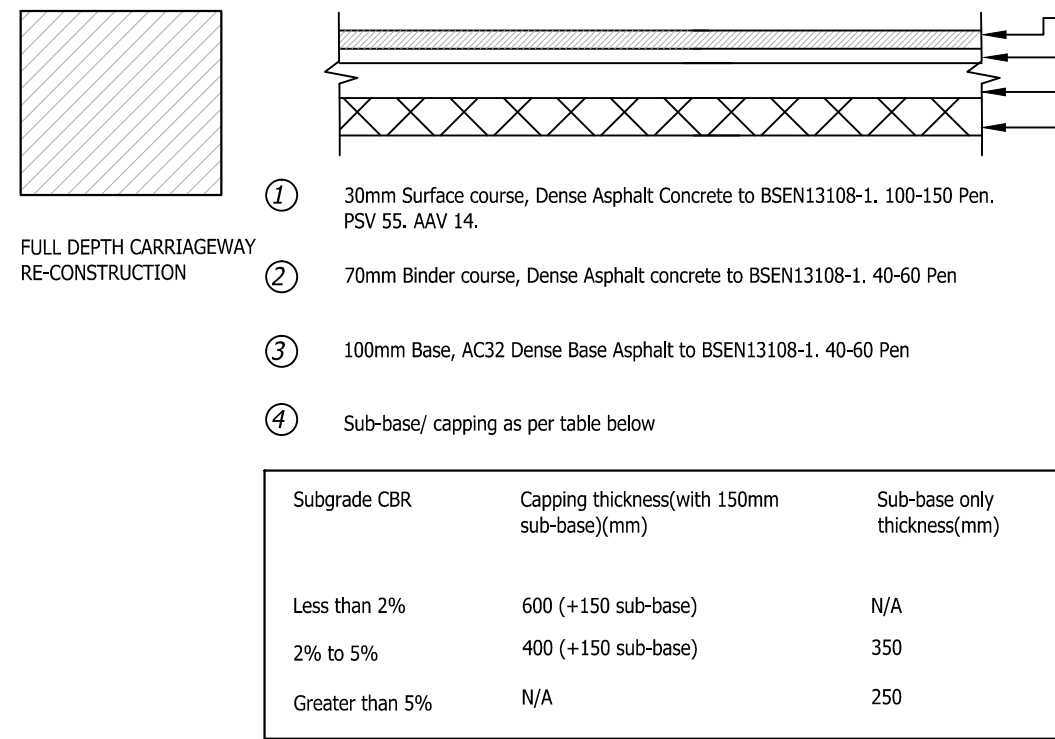 FULL DEPTH CARRIAGEWAY
RE-CONSTRUCTION
1
30mm Surface course, Dense Asphalt Concrete to BSEN13108-1. 100-150 Pen.
PSV 55. AAV 14.
2
70mm Binder course, Dense Asphalt concrete to BSEN13108-1. 40-60 Pen
3
100mm Base, AC32 Dense Base Asphalt to BSEN13108-1. 40-60 Pen
4
Sub-base/ capping as per table below
Subgrade CBR
Capping thickness(with 150mm
sub-base)(mm)
Sub-base only
thickness(mm)
Less than 2%
600 (+150 sub-base)
N/A
2% to 5%
400 (+150 sub-base)
350
Greater than 5%
N/A
250